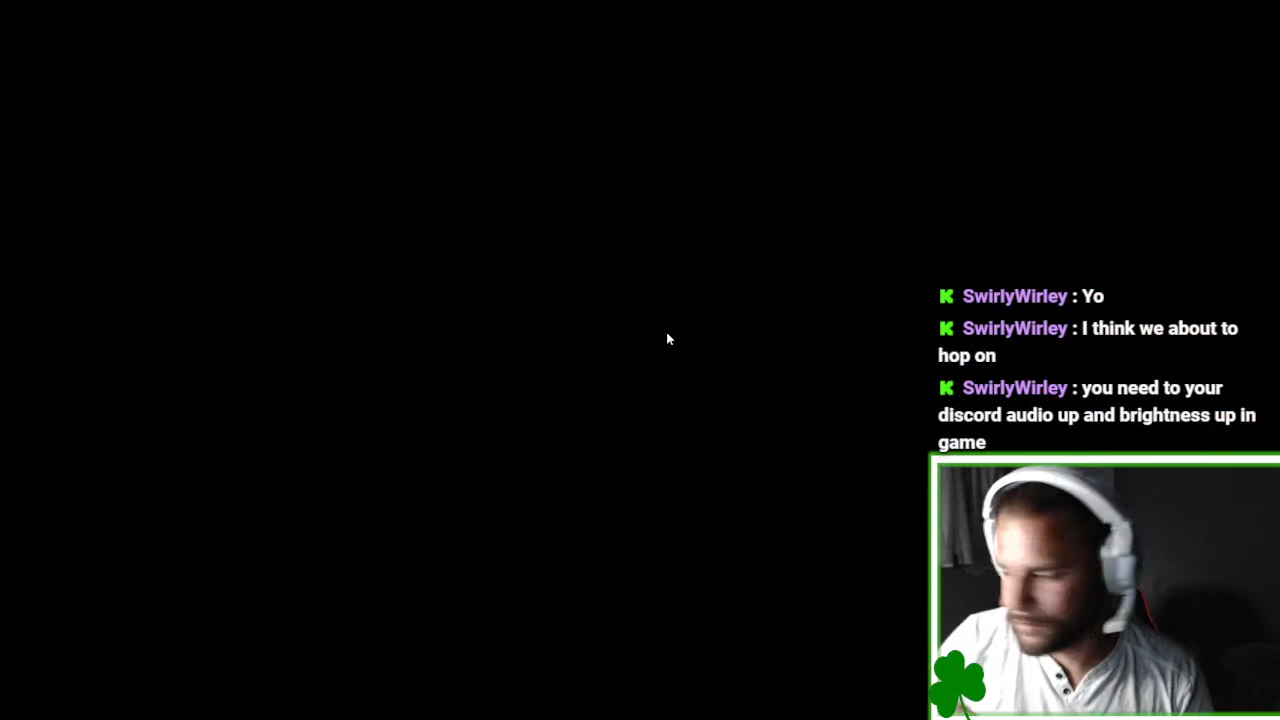 K SwirlyWirley : Yo
K SwirlyWirley : I think we about to
hop on
K SwirlyWirley : you need to your
discord audio up and brightness up in
game